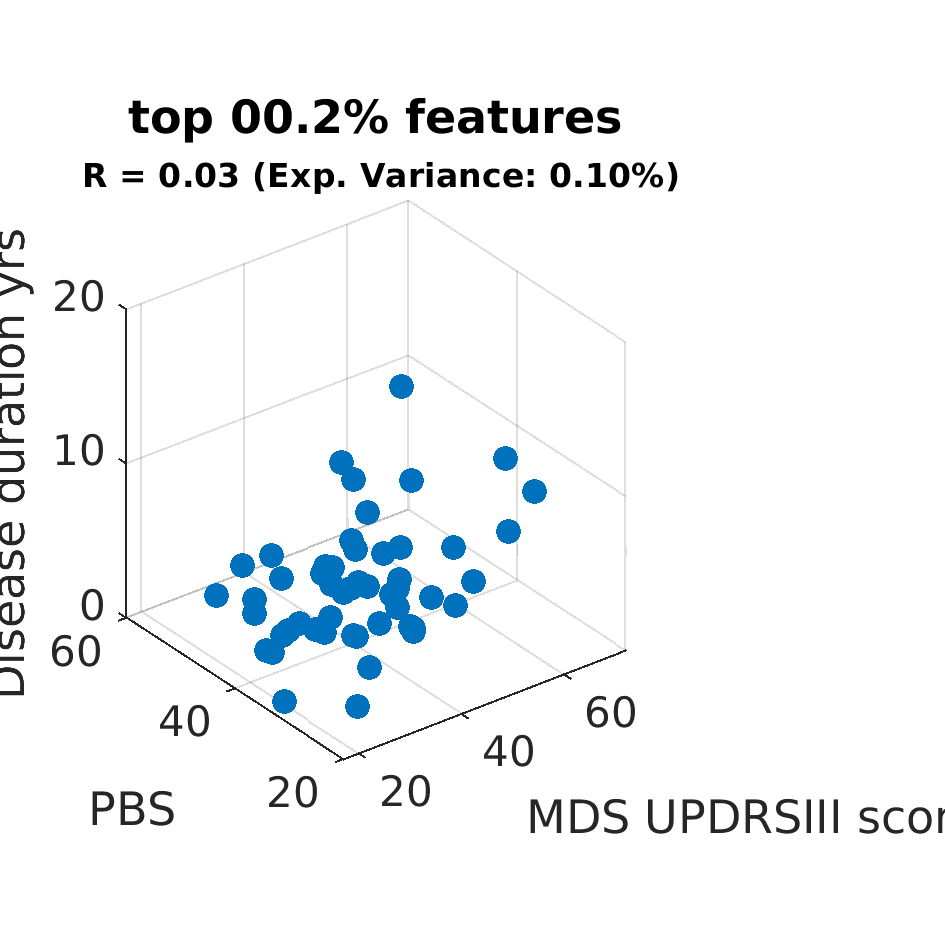 top 00.2% features
R = 0.03 (Exp. Variance: 0.10%)
Disease duration yrs
20
10
0
60
40
20
PBS
20
40
60
MDS UPDRSIII scor